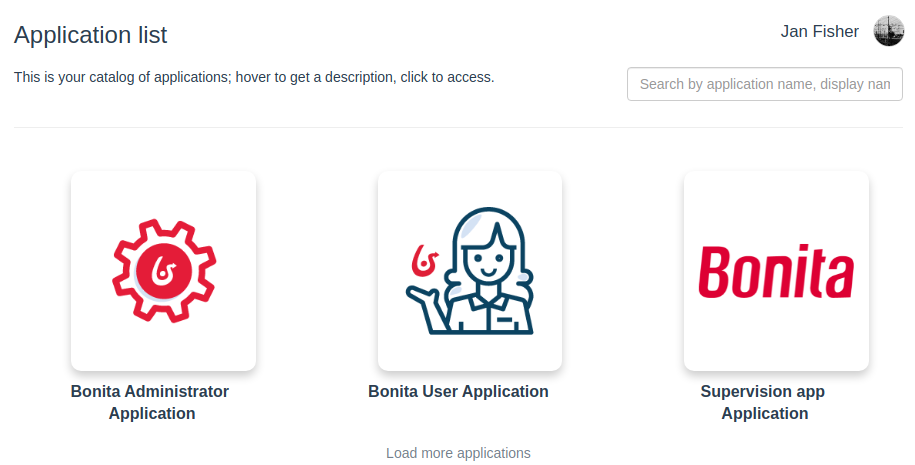 Application list
Jan Fisher
This is your catalog of applications; hover to get a description, click to access.
Search by application name, display nam
Bonita
Bonita Administrator
Application
Bonita User Application
Supervision app
Application
Load more applications